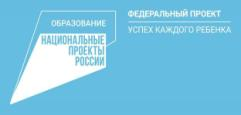 ОБРАЗОВАНИЕ
НАЦИОНАЛЬНЫЕ
ПРОЕКТЫ
РОССИИ
ФЕДЕРАЛЬНЫЙ ПРОЕКТ
УСПЕХ КАЖДОГО РЕБЕНКА